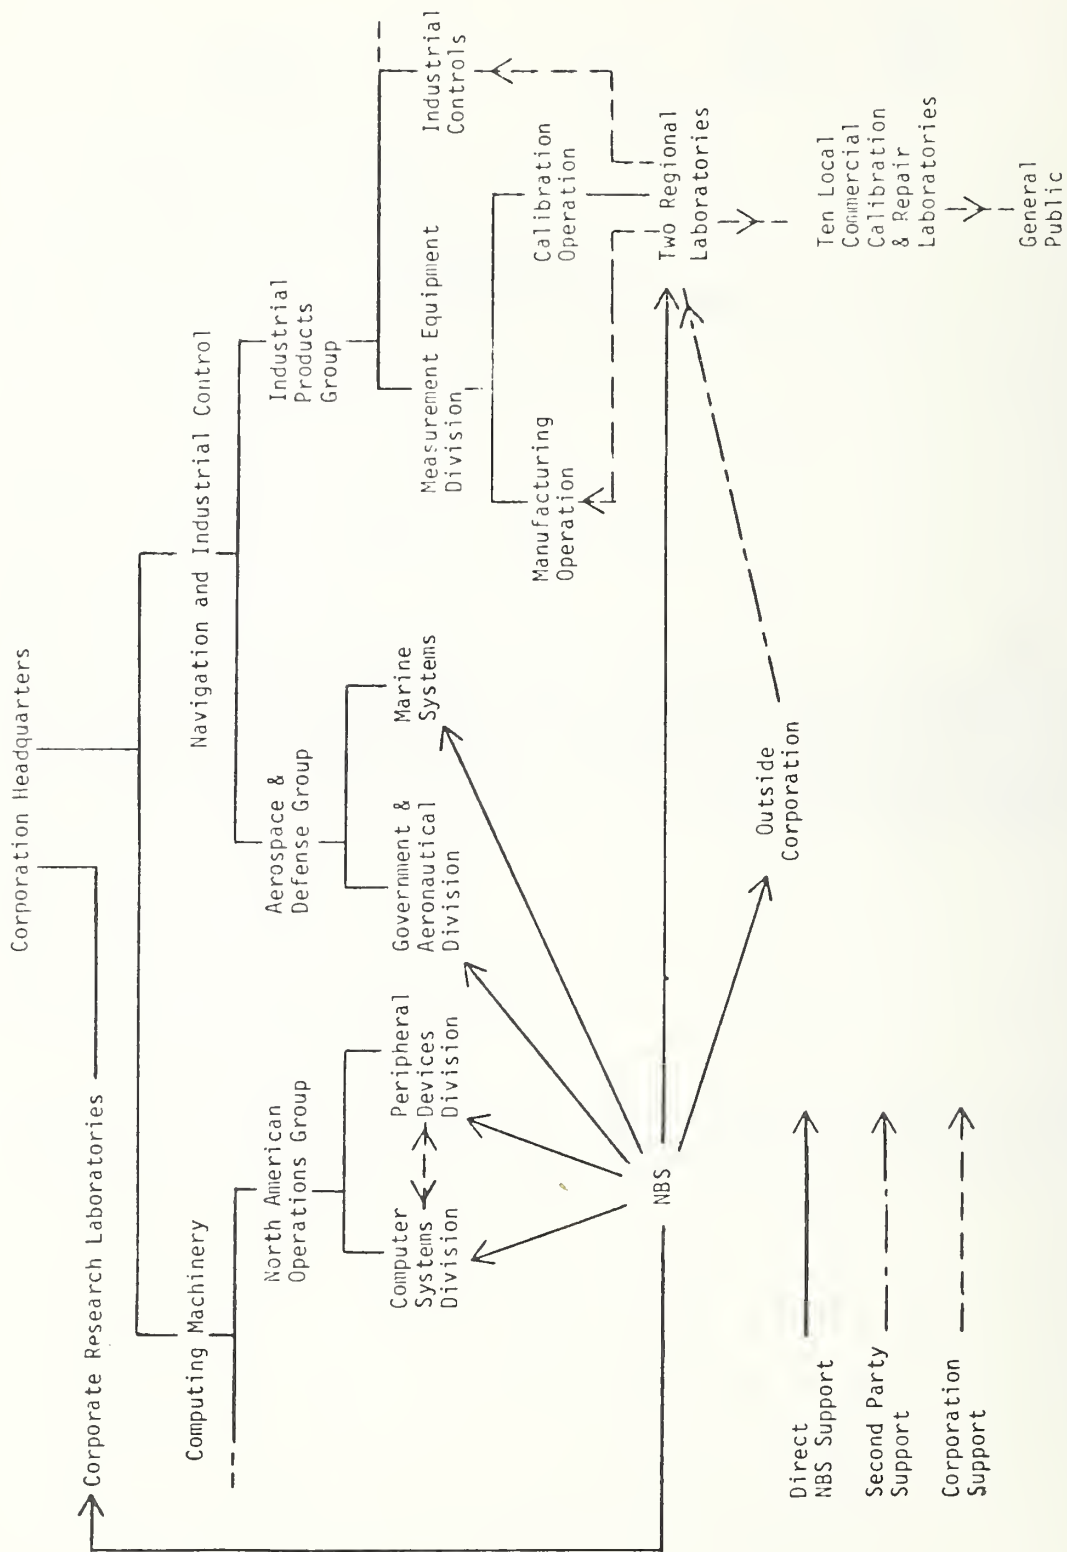 Corporation Headquarters
Corporate Research Laboratories
Computing Machinery
Navigation and Industrial Control
North American
Operations Group
Aerospace &
Defense Group
Industrial
Products
Group
Computer
Systems
Division
Peripheral
Devices
Division
Government &
Aeronautical
Division
Marine
Systems
Measurement Equipment
Division
Industrial
Controls
Manufacturing
Operation
Calibration
Operation
NBS
Two Regional
Laboratories
Outside
Corporation
Ten Local
Commercial
Calibration
& Repair
Laboratories
General
Public
Direct
NBS Support
Second Party
Support
Corporation
Support